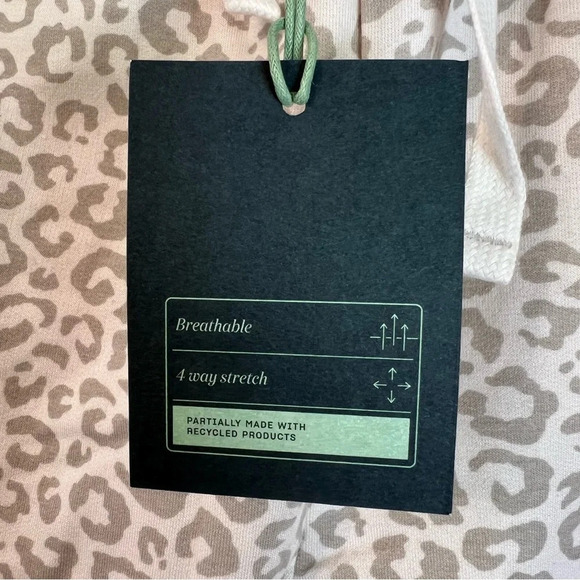 Breathable
4 way stretch
PARTIALLY MADE WITH
RECYCLED PRODUCTS